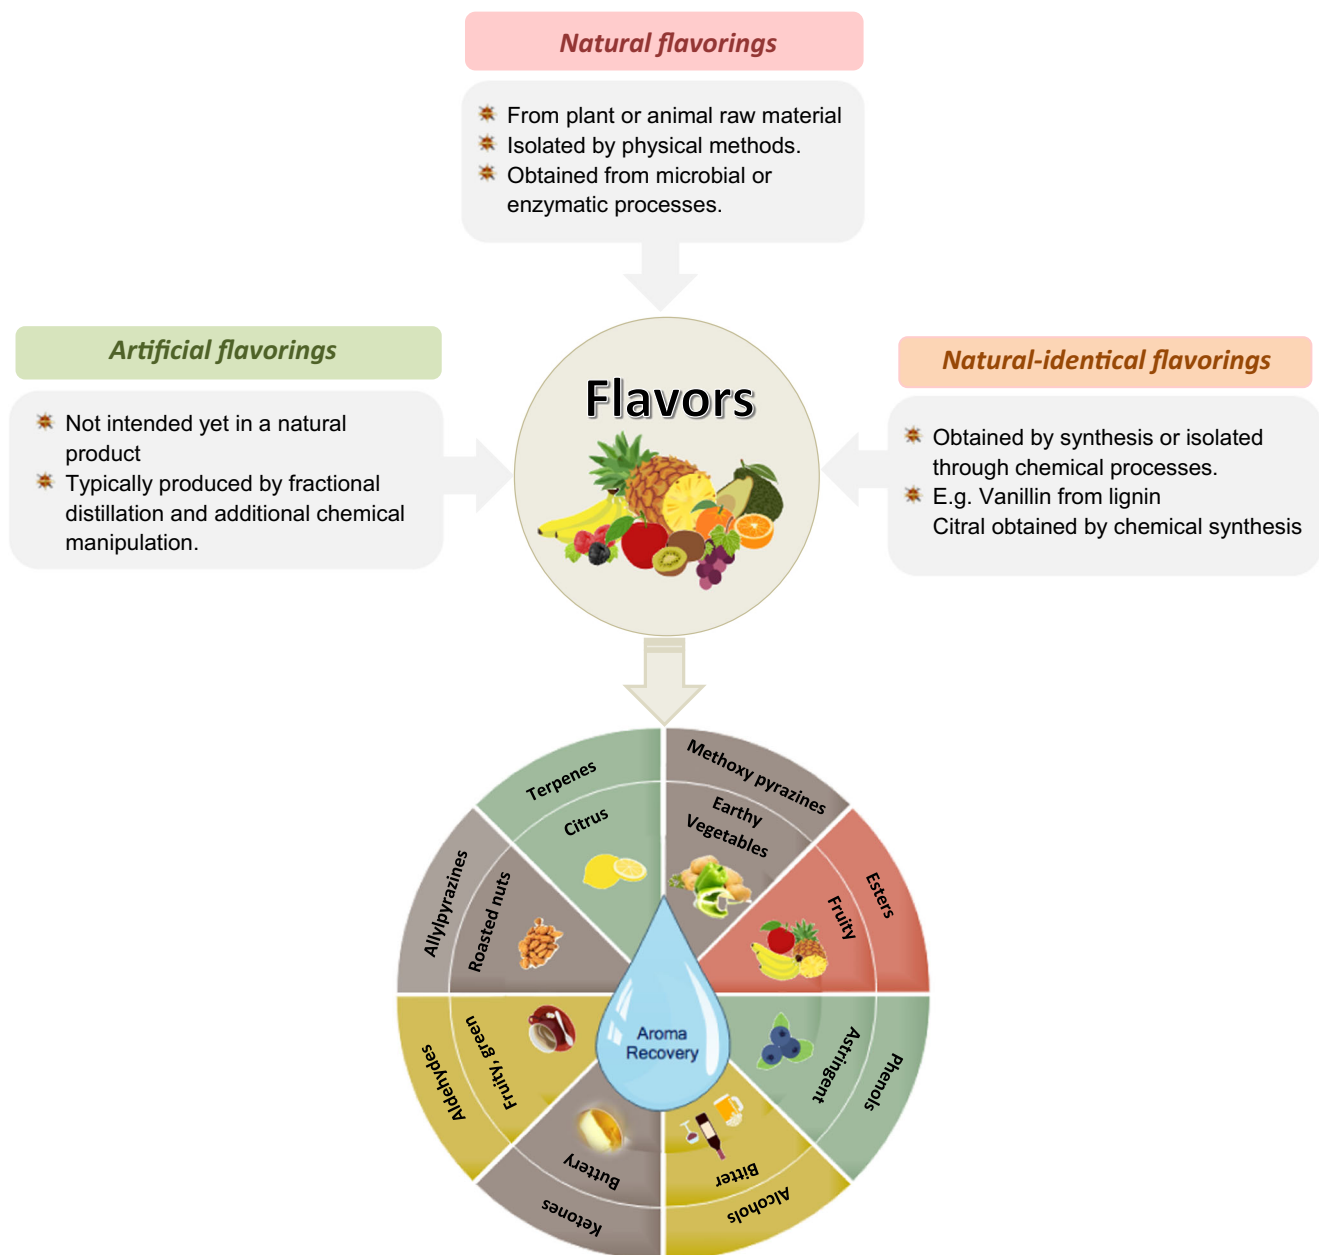 Natural flavorings
From plant or animal raw material
Isolated by physical methods.
Obtained from microbial or
enzymatic processes.
Artificial flavorings
Not intended yet in a natural
product
Typically produced by fractional
distillation and additional chemical
manipulation.
Flavors
Natural-identical flavorings
Obtained by synthesis or isolated
through chemical processes.
E.g. Vanillin from lignin
Citral obtained by chemical synthesis
Terpenes
Citrus
Methoxy pyrazines
Earthy
Vegetables
Esters
Fruity
Phenols
Astringent
Alcohols
Bitter
Ketones
Buttery
Aldehydes
Fruity, green
Allylpyrazines
Roasted nuts
Aroma
Recovery